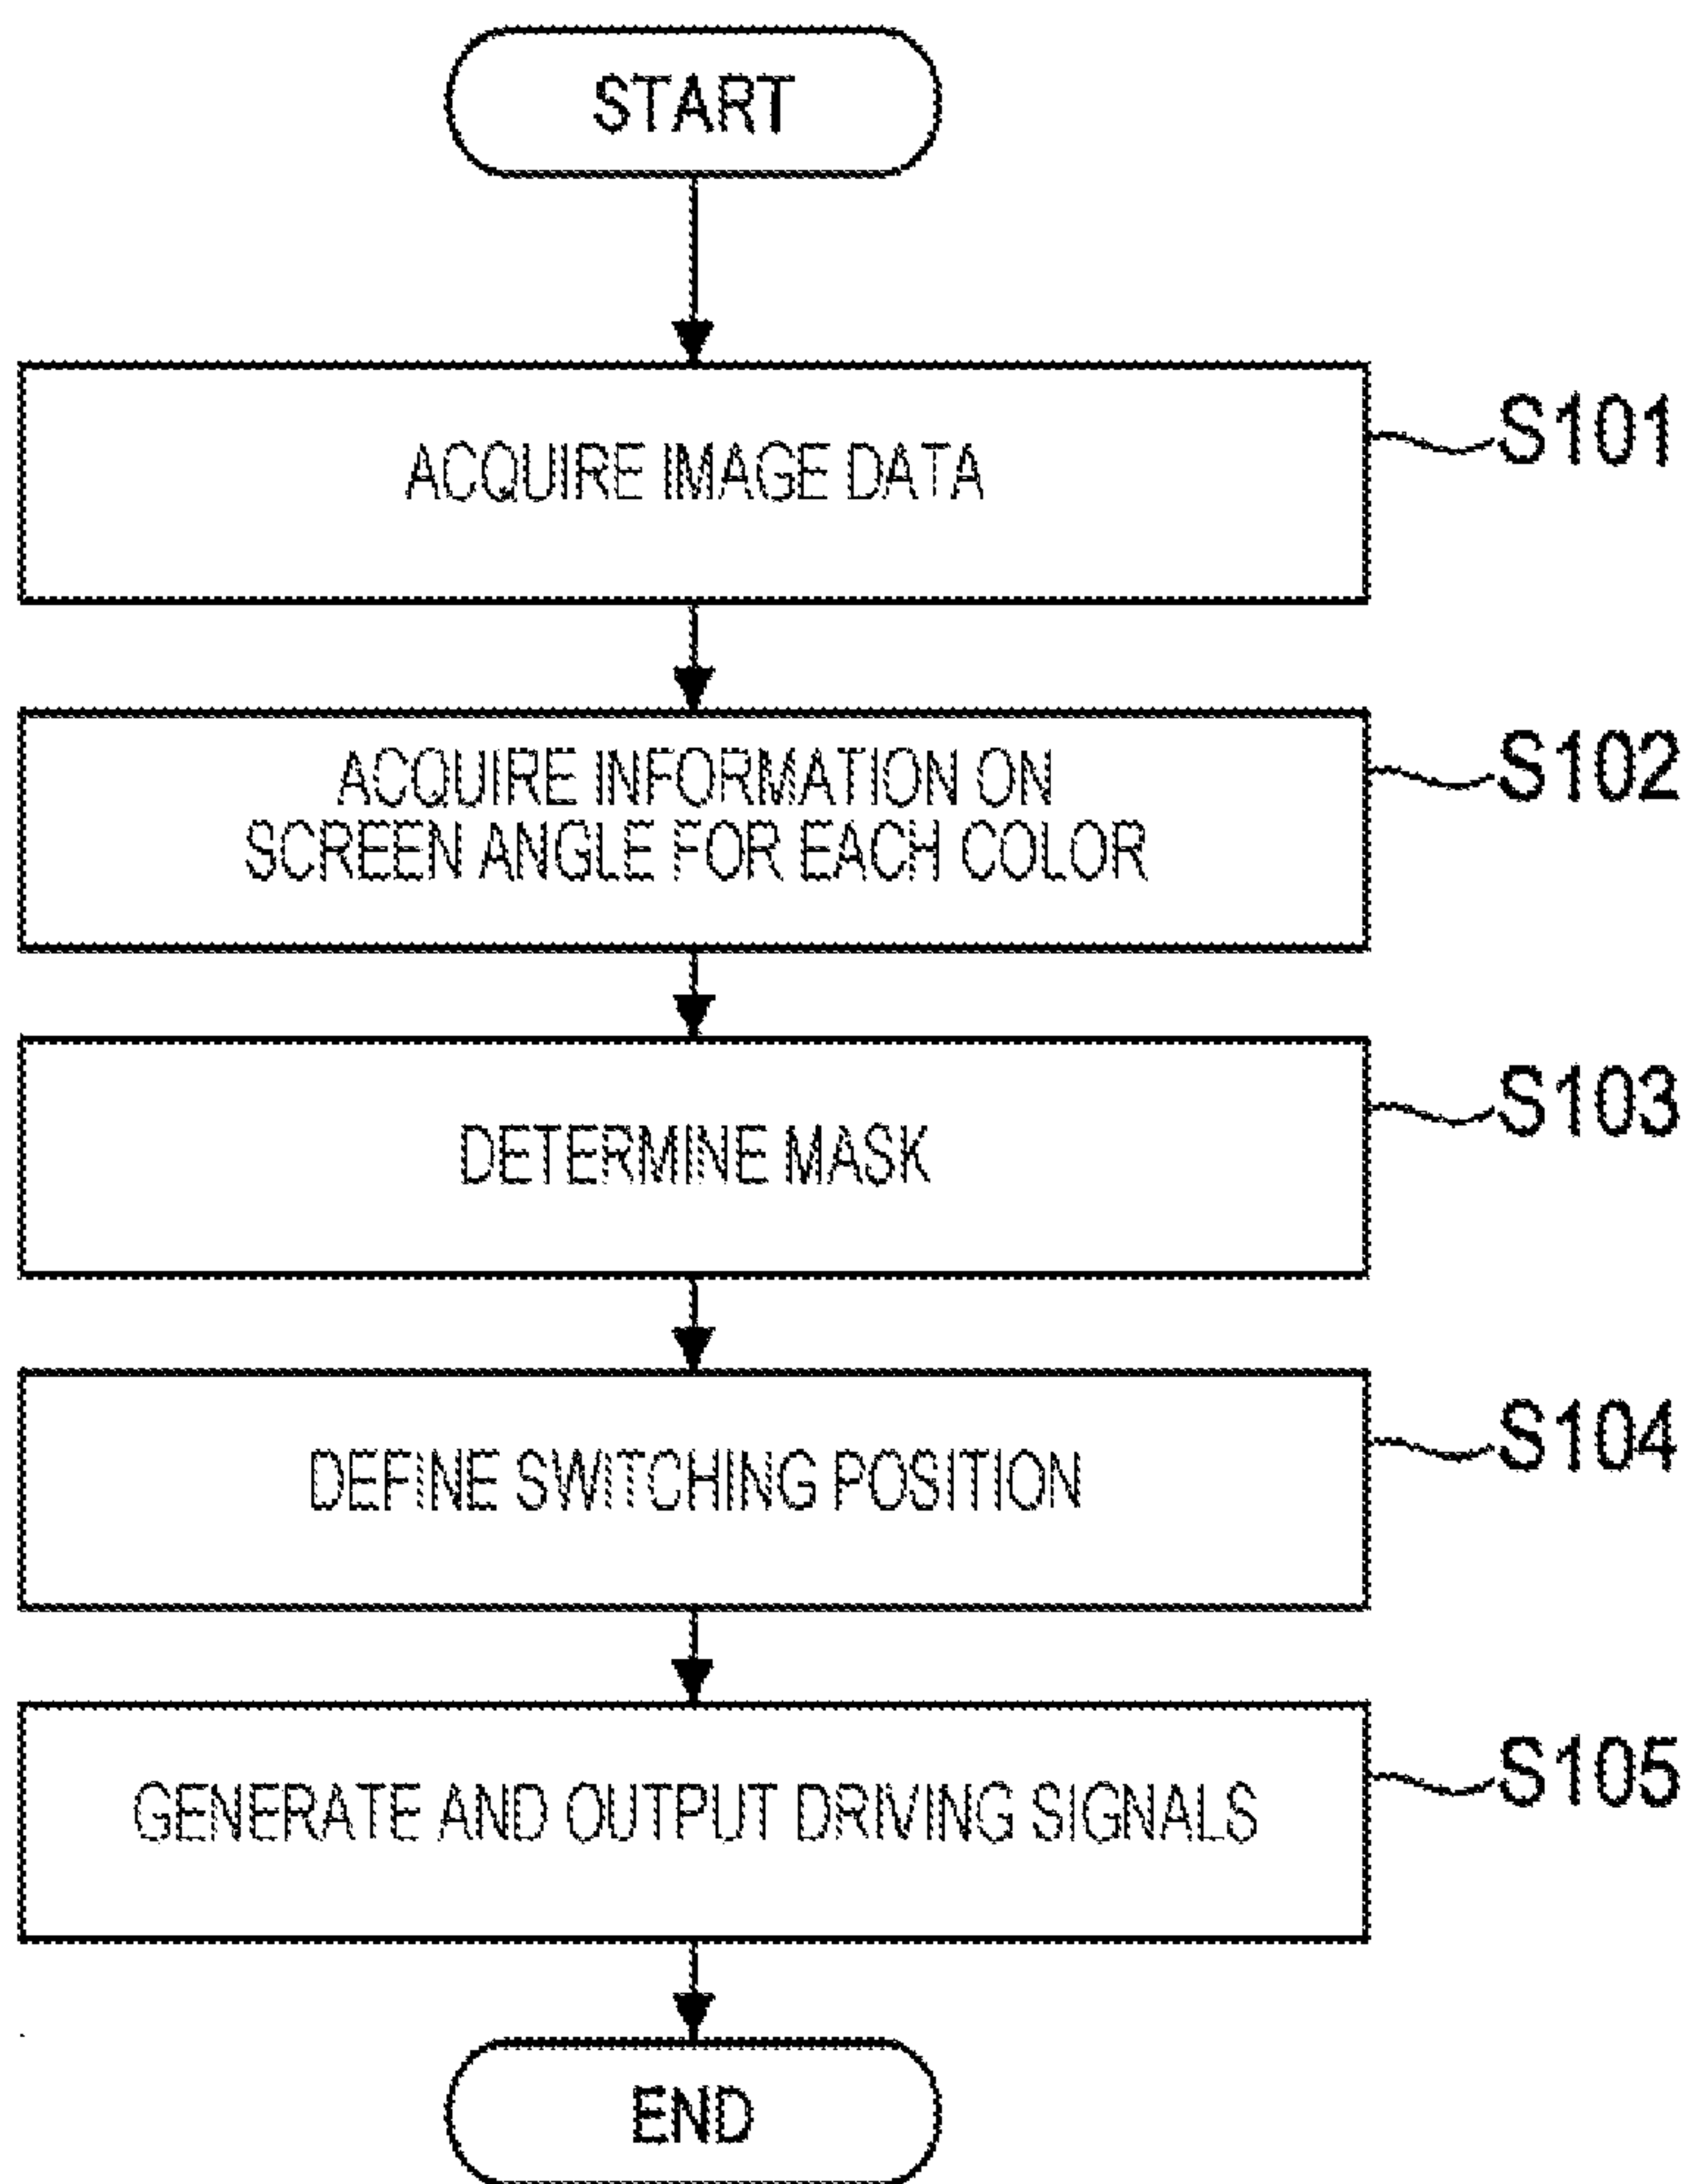 START
ACQUIRE IMAGE DATA
S101
ACQUIRE INFORMATION ON
SCREEN ANGLE FOR EACH COLOR
S102
DETERMINE MASK
S103
DEFINE SWITCHING POSITION
S104
GENERATE AND OUTPUT DRIVING SIGNALS
S105
END